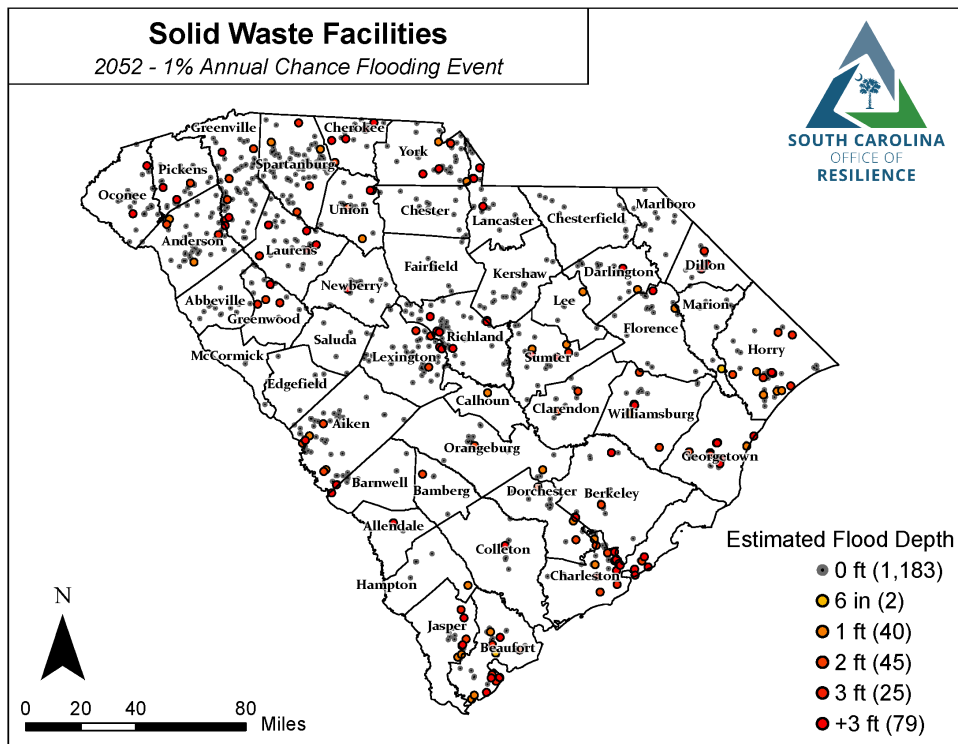 Solid Waste Facilities
2052 - 1% Annual Chance Flooding Event
SOUTH CAROLINA
OFFICE OF
RESILIENCE
Greenville
Cherokee
York
Spartanburg
Pickens
Oconee
Union
Chester
Lancaster
Chesterfield
Marlboro
Anderson
Laurens
Fairfield
Kershaw
Darlington
Dillon
Newberry
Abbeville
Greenwood
Lee
Marion
Florence
Saluda
Richland
Horry
McCormick
Lexington
Sumter
Edgefield
Calhoun
Clarendon
Williamsburg
Aiken
Orangeburg
Georgetown
Barnwell
Bamberg
Dorchester
Berkeley
Allendale
Colleton
Charleston
Hampton
Jasper
Beaufort
Estimated Flood Depth
0 ft (1,183)
6 in (2)
1 ft (40)
2 ft (45)
3 ft (25)
+3 ft (79)
N
0 20 40 80
Miles